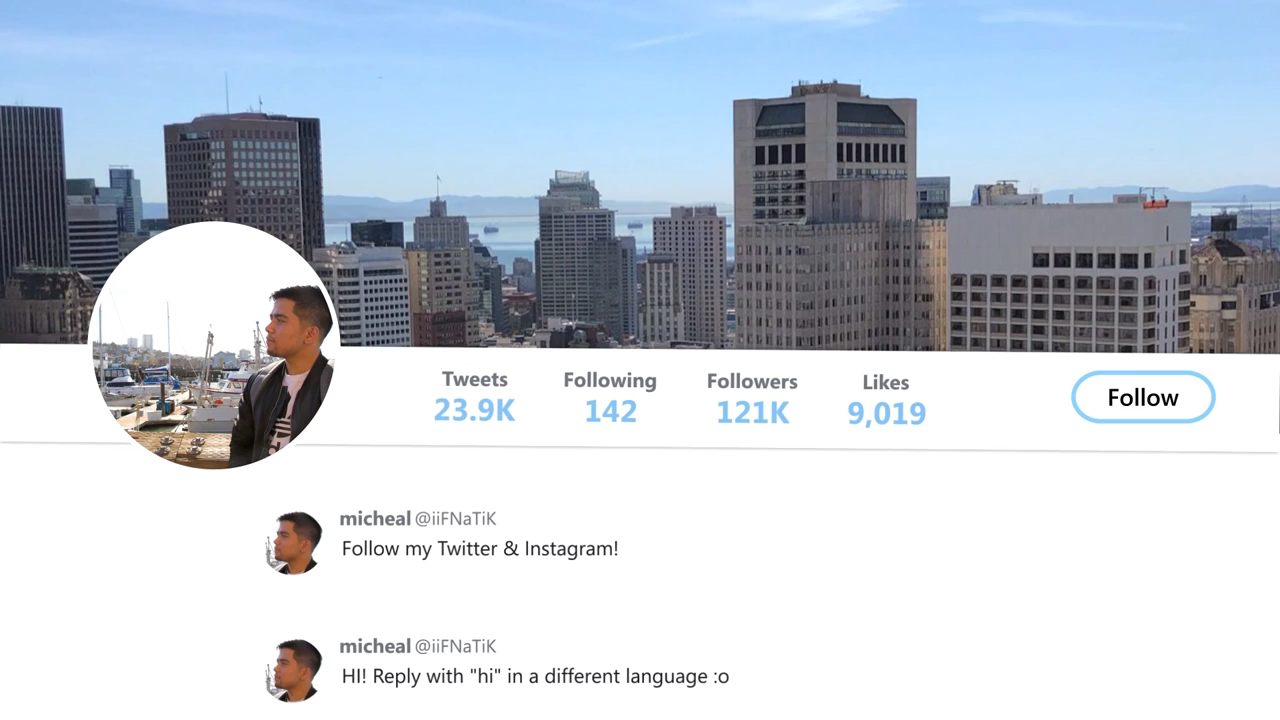 Tweets Following Followers Likes
23.9K 142 121K 9,019
Follow
micheal @iiFNaTiK
Follow my Twitter & Instagram!
micheal @iiFNaTiK
HI! Reply with "hi" in a different language :o